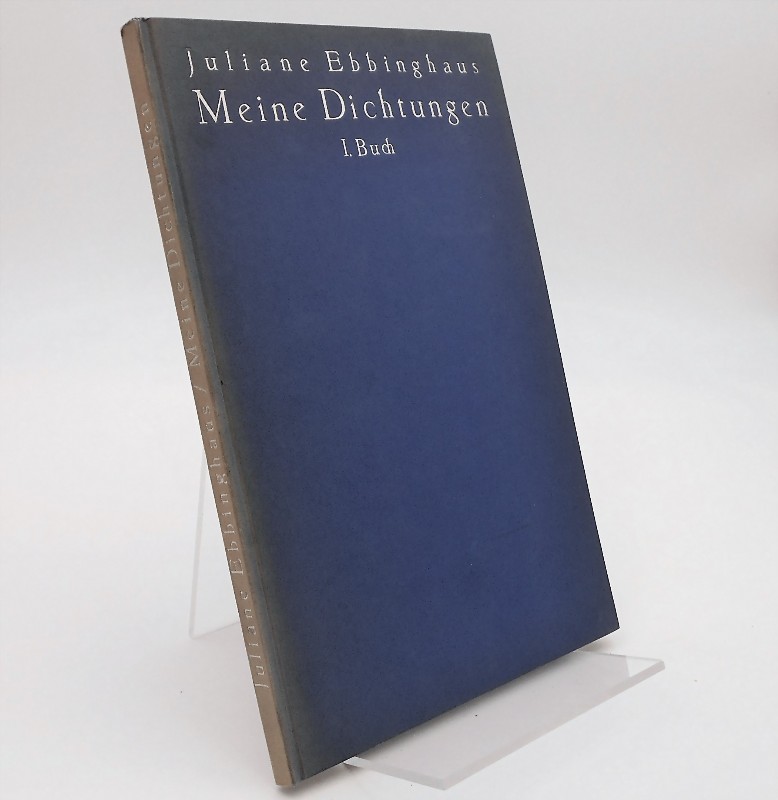 Juliane Ebbinghaus
Meine Dichtungen
I. Buch
Juliane Ebbinghaus / Meine Dichtungen